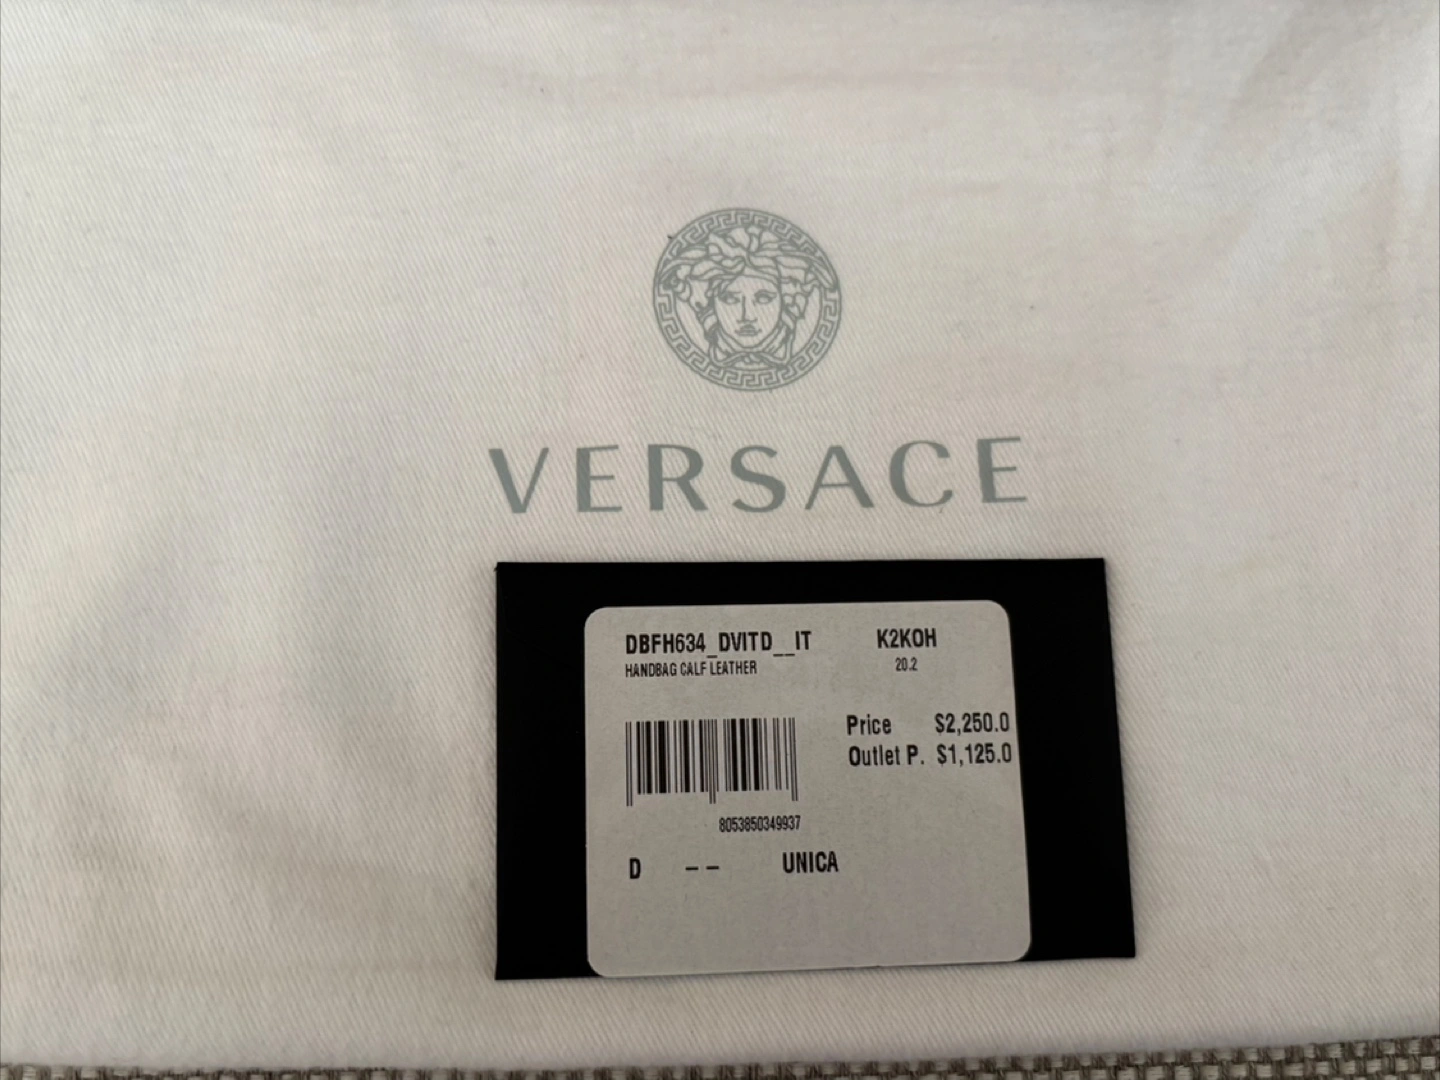 VERSACE
DBFH634_DVITD__IT K2KOH
HANDBAG CALF LEATHER 20.2
Price $2,250.0
Outlet P. $1,125.0
8053850349937
D -- UNICA